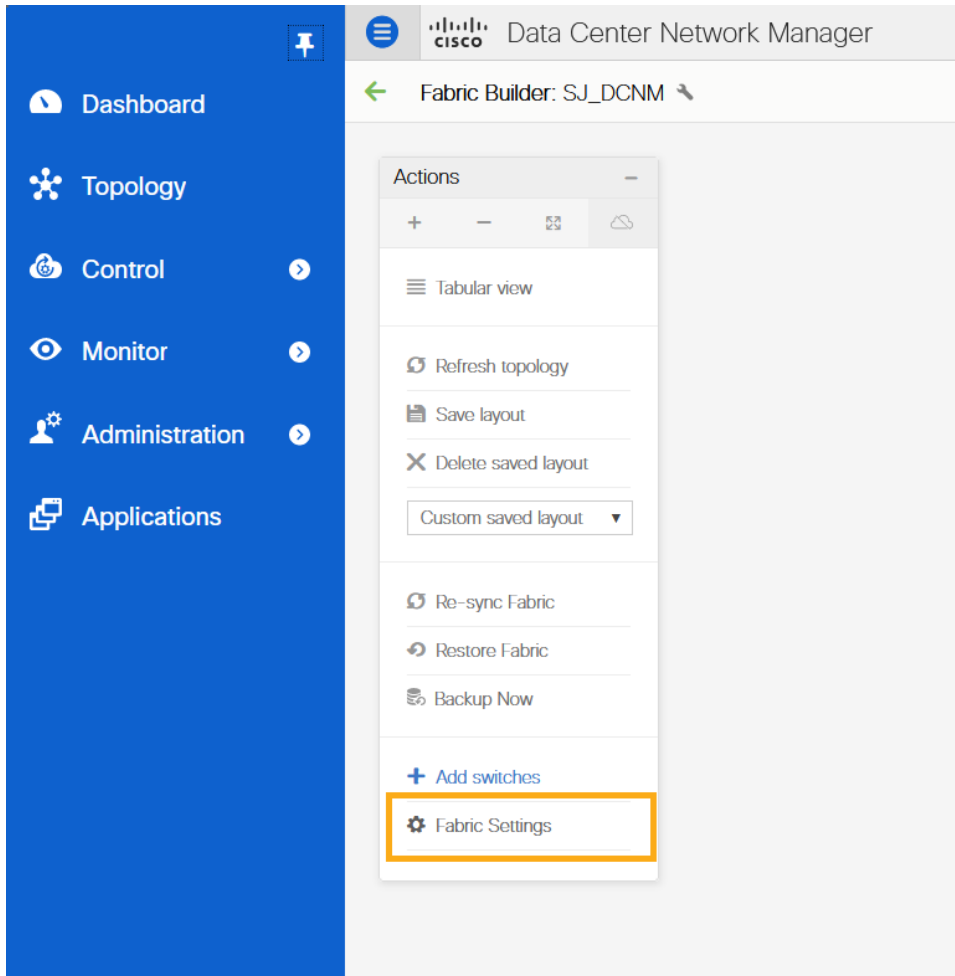 CISCO Data Center Network Manager
Fabric Builder: SJ_DCNM
Dashboard
Topology
Control
Monitor
Administration
Applications
Actions
Tabular view
Refresh topology
Save layout
Delete saved layout
Custom saved layout
Re-sync Fabric
Restore Fabric
Backup Now
Add switches
Fabric Settings